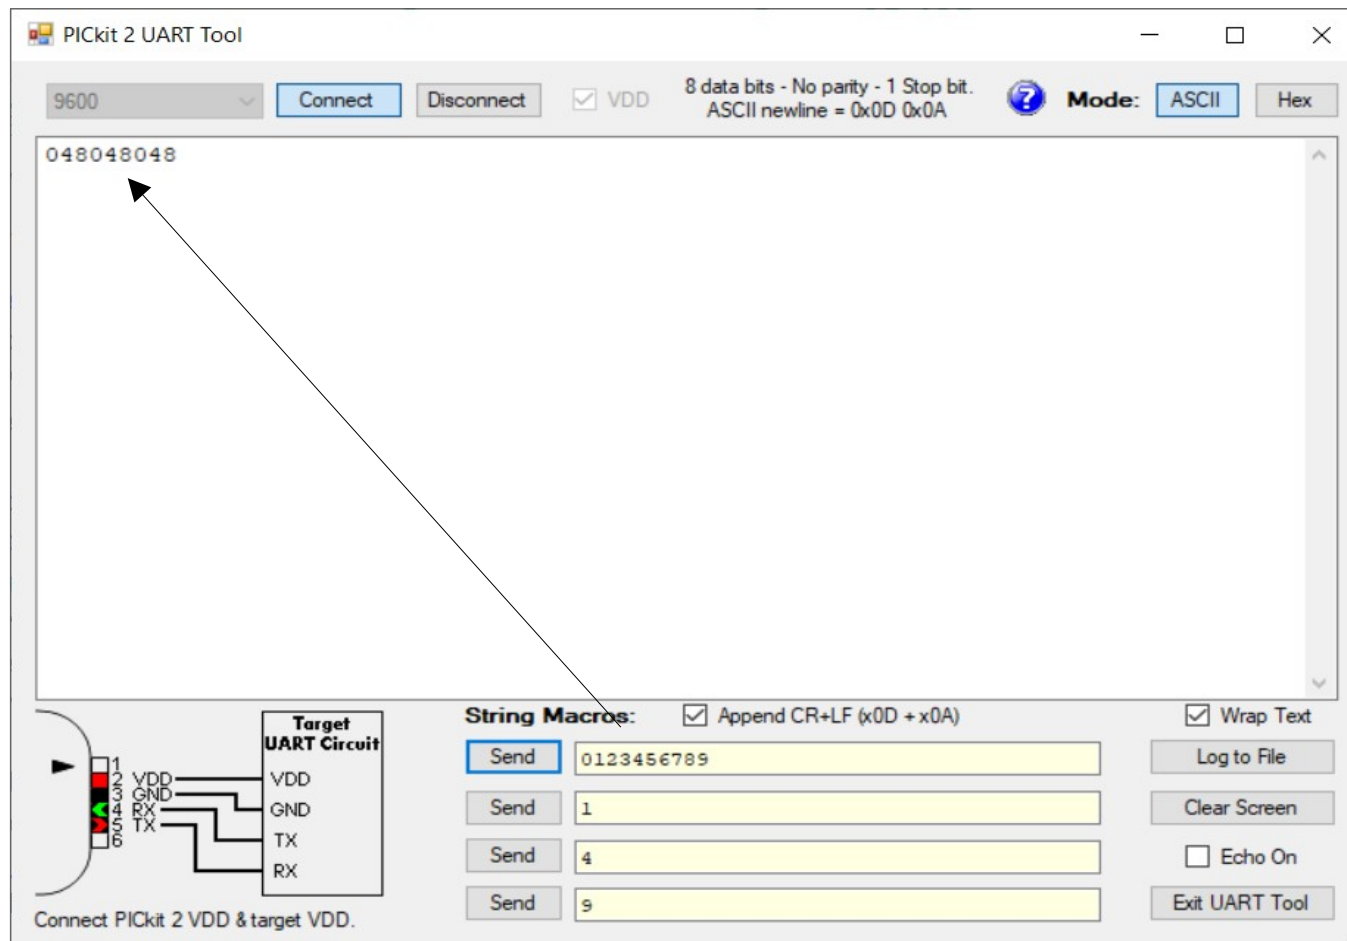 PICkit 2 UART Tool
9600
Connect
Disconnect
VDD
8 data bits - No parity - 1 Stop bit.
ASCII newline = 0x0D 0x0A
?
Mode:
ASCII
Hex
048048048
String Macros:
Append CR+LF (x0D + x0A)
Wrap Text
Send
0123456789
Log to File
Send
1
Clear Screen
Send
4
Echo On
Send
9
Exit UART Tool
1
2 VDD
3 GND
4 RX
5 TX
6
Target
UART Circuit
VDD
GND
TX
RX
Connect PICkit 2 VDD & target VDD.